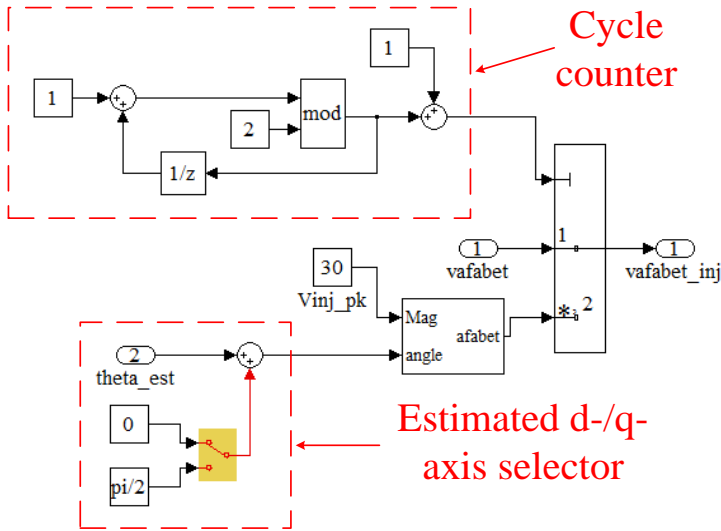 Cycle
counter
1
1
+
+
+
+
mod
2
1/z
1
vafabet
1
*, 2
1
vafabet_inj
30
Vinj_pk
Mag
angle
afabet
2
theta_est
+
+
0
pi/2
Estimated d-/q-
axis selector